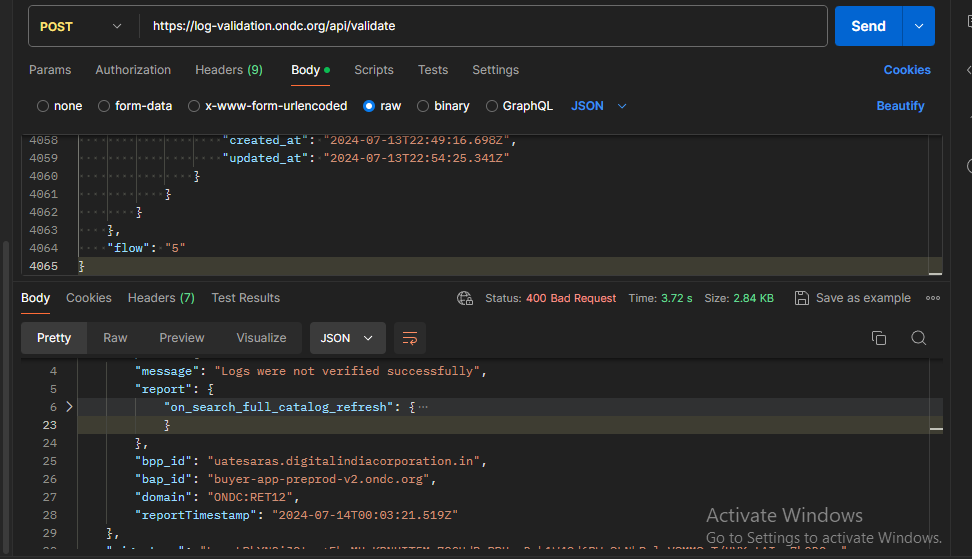 POST https://log-validation.ondc.org/api/validate Send
Params Authorization Headers (9) Body Scripts Tests Settings Cookies
none form-data x-www-form-urlencoded raw binary GraphQL JSON Beautify
4058 "created_at": "2024-07-13T22:49:16.698Z",
4059 "updated_at": "2024-07-13T22:54:25.341Z"
4060 }
4061 }
4062 }
4063 },
4064 "flow": "5"
4065 }
Body Cookies Headers (7) Test Results Status: 400 Bad Request Time: 3.72 s Size: 2.84 KB Save as example
Pretty Raw Preview Visualize JSON
4 "message": "Logs were not verified successfully",
5 "report": {
6 "on_search_full_catalog_refresh": {
23 }
24 },
25 "bpp_id": "uatesaras.digitalindiacorporation.in",
26 "bap_id": "buyer-app-preprod-v2.ondc.org",
27 "domain": "ONDC:RET12",
28 "reportTimestamp": "2024-07-14T00:03:21.519Z"
29 },
Activate Windows
Go to Settings to activate Windows.